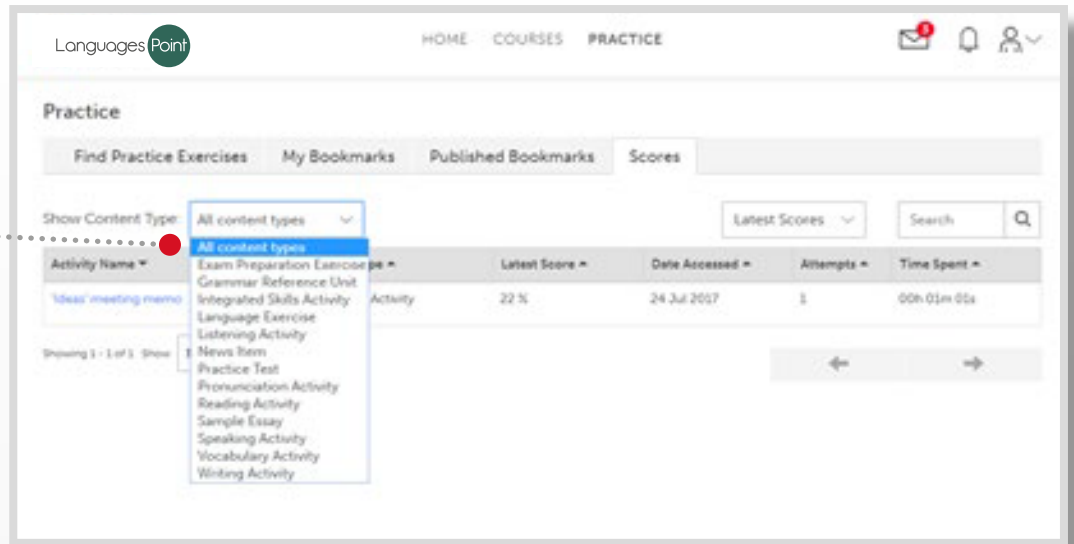 Languages Point
HOME COURSES PRACTICE
3
Practice
Find Practice Exercises My Bookmarks Published Bookmarks Scores
Show Content Type: All content types Latest Scores Search
All content types
Activity Name pe Latest Score Date Accessed Attempts Time Spent
Exam Preparation Exercise
Grammar Reference Unit
'Ideas' meeting memo Activity 22 % 24 Jul 2017 1 00h 01m 01s
Integrated Skills Activity
Language Exercise
Listening Activity
Showing 1 - 1 of 1 Show
News Item
Practice Test
Pronunciation Activity
Reading Activity
Sample Essay
Speaking Activity
Vocabulary Activity
Writing Activity